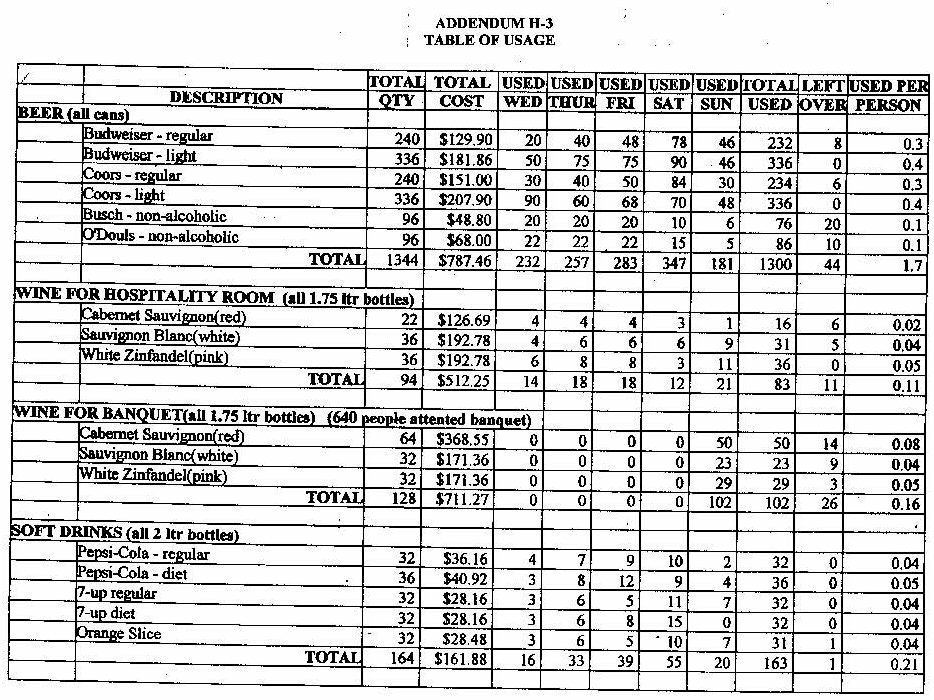 ADDENDUM H-3
TABLE OF USAGE
TOTAL TOTAL USED USED USED USED USED TOTAL LEFT USED PER
DESCRIPTION QTY COST WED THUR FRI SAT SUN USED OVER PERSON
BEER (all cans)
Budweiser - regular 240 $129.90 20 40 48 78 46 232 8 0.3
Budweiser - light 336 $181.86 50 75 75 90 46 336 0 0.4
Coors - regular 240 $151.00 30 40 50 84 30 234 6 0.3
Coors - light 336 $207.90 90 60 68 70 48 336 0 0.4
Busch - non-alcoholic 96 $48.80 20 20 20 10 6 76 20 0.1
O'Douls - non-alcoholic 96 $68.00 22 22 22 15 5 86 10 0.1
TOTAL 1344 $787.46 232 257 283 347 181 1300 44 1.7
WINE FOR HOSPITALITY ROOM (all 1.75 ltr bottles)
Cabernet Sauvignon(red) 22 $126.69 4 4 4 3 1 16 6 0.02
Sauvignon Blanc(white) 36 $192.78 4 6 6 6 9 31 5 0.04
White Zinfandel(pink) 36 $192.78 6 8 8 3 11 36 0 0.05
TOTAL 94 $512.25 14 18 18 12 21 83 11 0.11
WINE FOR BANQUET(all 1.75 ltr bottles) (640 people attented banquet)
Cabernet Sauvignon(red) 64 $368.55 0 0 0 0 50 50 14 0.08
Sauvignon Blanc(white) 32 $171.36 0 0 0 0 23 23 9 0.04
White Zinfandel(pink) 32 $171.36 0 0 0 0 29 29 3 0.05
TOTAL 128 $711.27 0 0 0 0 102 102 26 0.16
SOFT DRINKS (all 2 ltr bottles)
Pepsi-Cola - regular 32 $36.16 4 7 9 10 2 32 0 0.04
Pepsi-Cola - diet 36 $40.92 3 8 12 9 4 36 0 0.05
7-up regular 32 $28.16 3 6 5 11 7 32 0 0.04
7-up diet 32 $28.16 3 6 8 15 0 32 0 0.04
Orange Slice 32 $28.48 3 6 5 10 7 31 1 0.04
TOTAL 164 $161.88 16 33 39 55 20 163 1 0.21